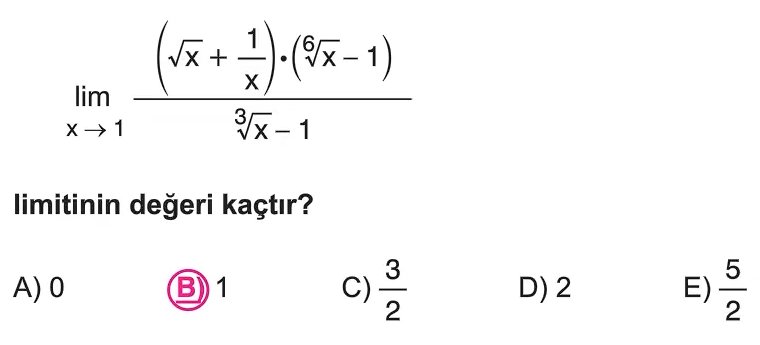 lim x → 1 (√x + 1/x) · (⁶√x − 1) / ³√x − 1
limitinin değeri kaçtır?
A) 0 B) 1 C) 3/2 D) 2 E) 5/2